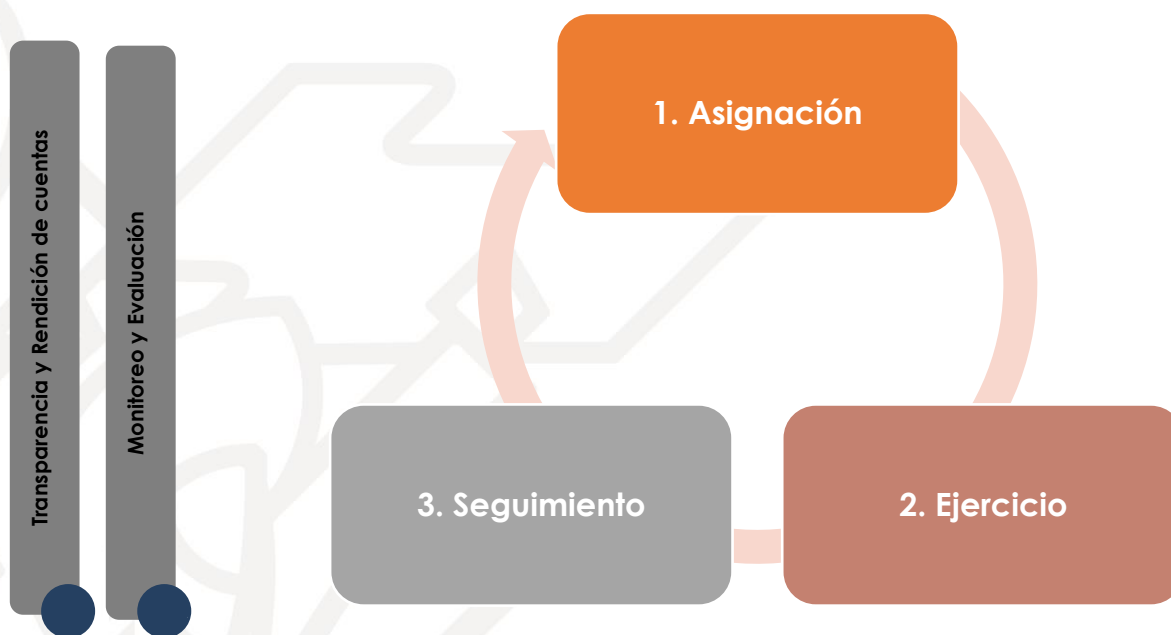 Transparencia y Rendición de cuentas
Monitoreo y Evaluación
1. Asignación
3. Seguimiento
2. Ejercicio